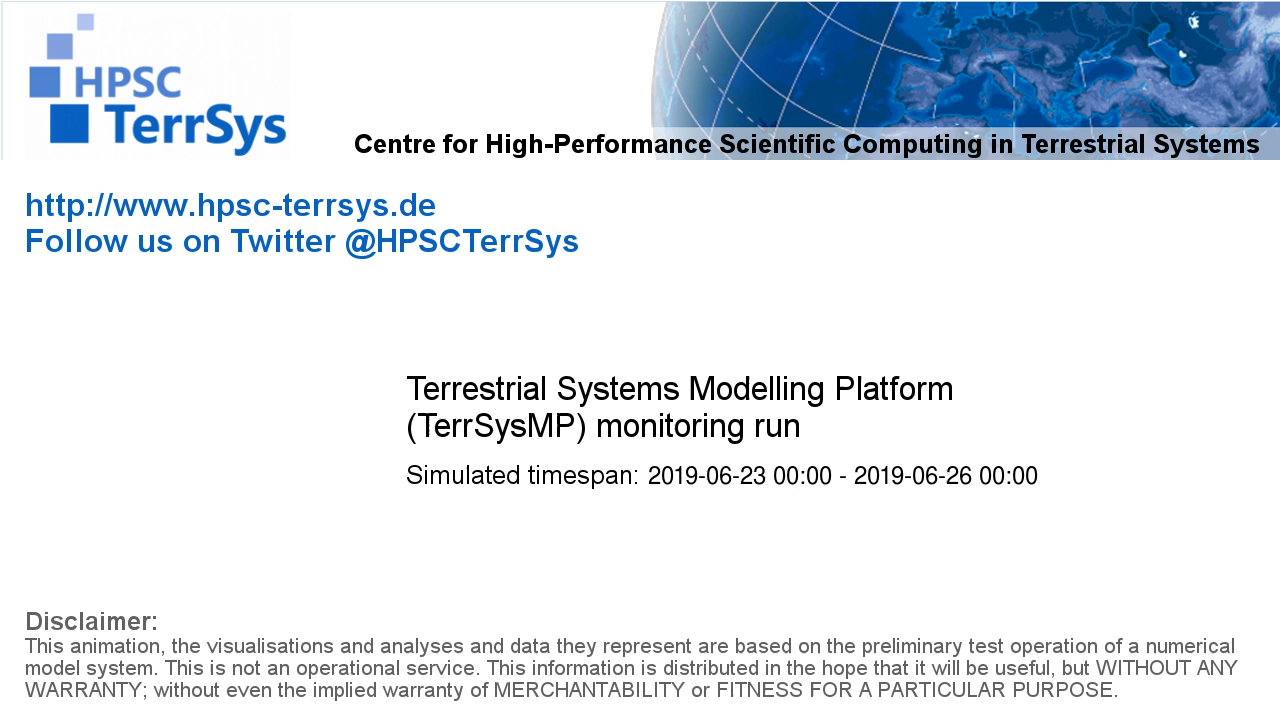 HPSC
TerrSys
Centre for High-Performance Scientific Computing in Terrestrial Systems
http://www.hpsc-terrsys.de
Follow us on Twitter @HPSCTerrSys
Terrestrial Systems Modelling Platform
(TerrSysMP) monitoring run
Simulated timespan: 2019-06-23 00:00 - 2019-06-26 00:00
Disclaimer:
This animation, the visualisations and analyses and data they represent are based on the preliminary test operation of a numerical
model system. This is not an operational service. This information is distributed in the hope that it will be useful, but WITHOUT ANY
WARRANTY; without even the implied warranty of MERCHANTABILITY or FITNESS FOR A PARTICULAR PURPOSE.